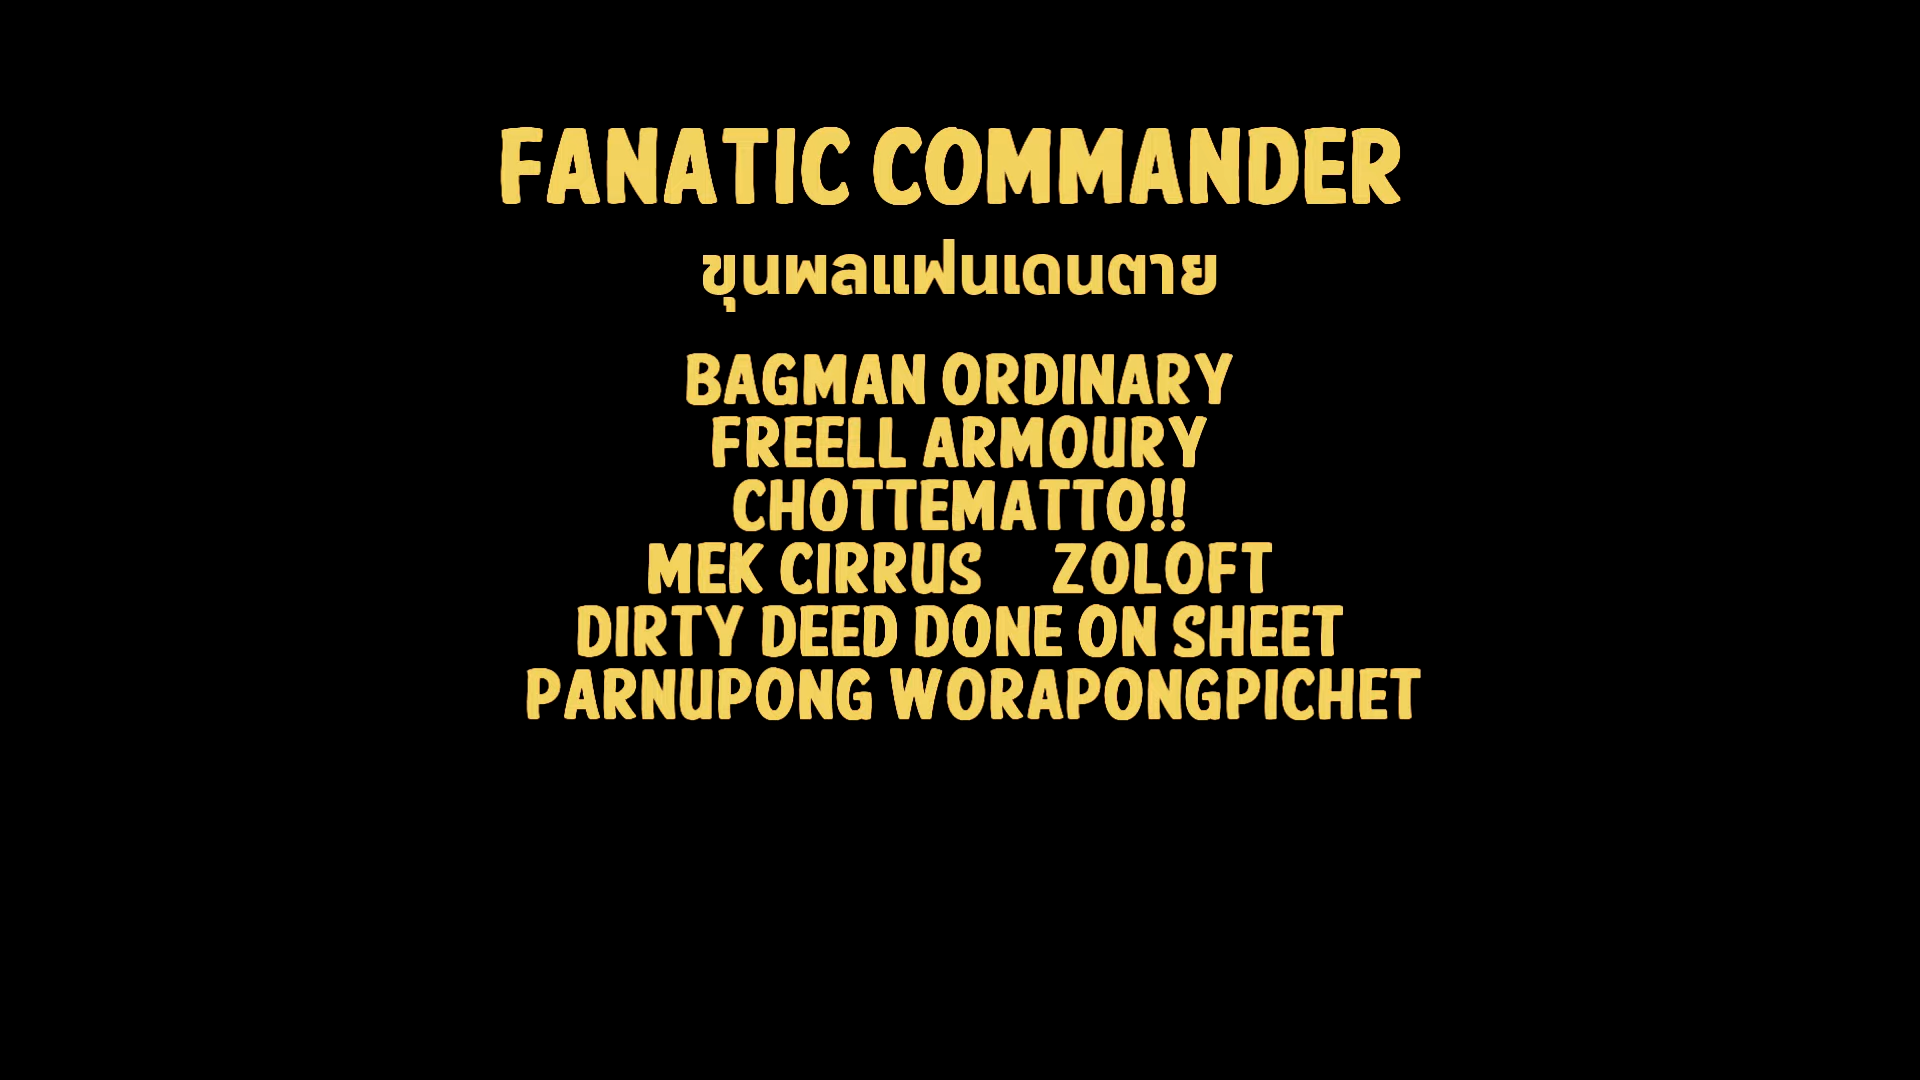 FANATIC COMMANDER
ขุนพลแฟนเดนตาย
BAGMAN ORDINARY
FREELL ARMOURY
CHOTTEMATTO!!
MEK CIRRUS ZOLOFT
DIRTY DEED DONE ON SHEET
PARNUPONG WORAPONGPICHET